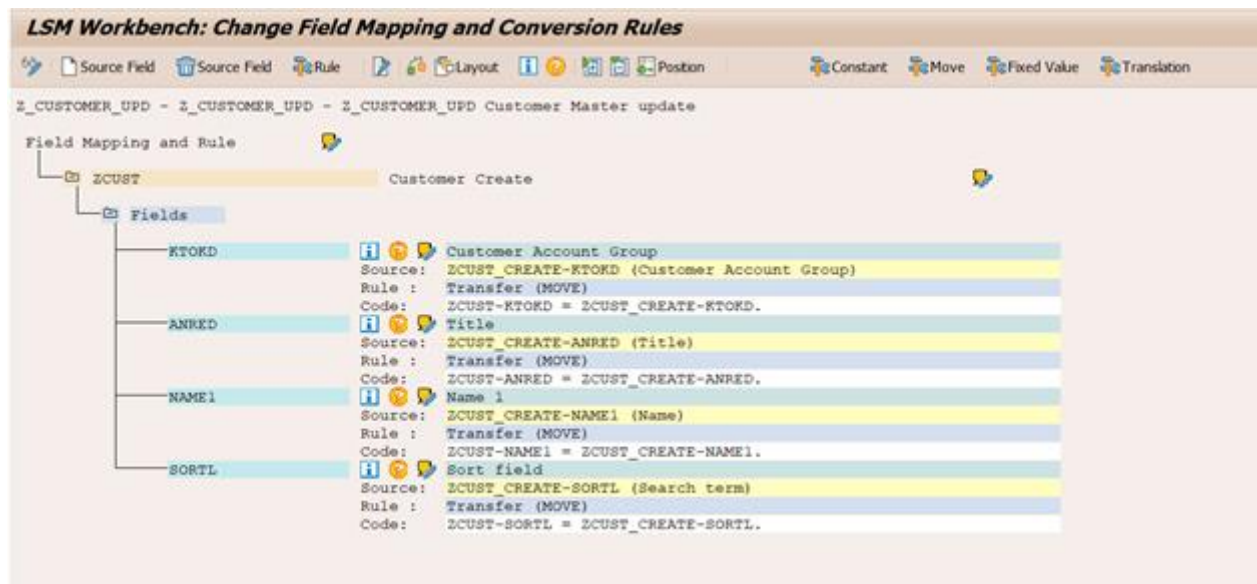 LSM Workbench: Change Field Mapping and Conversion Rules
Source Field Source Field Rule Layout Position Constant Move Fixed Value Translation
Z_CUSTOMER_UPD - Z_CUSTOMER_UPD - Z_CUSTOMER_UPD Customer Master update
Field Mapping and Rule
ZCUST Customer Create
Fields
KTOKD Customer Account Group
Source: ZCUST_CREATE-KTOKD (Customer Account Group)
Rule : Transfer (MOVE)
Code: ZCUST-KTOKD = ZCUST_CREATE-KTOKD.
ANRED Title
Source: ZCUST_CREATE-ANRED (Title)
Rule : Transfer (MOVE)
Code: ZCUST-ANRED = ZCUST_CREATE-ANRED.
NAME1 Name 1
Source: ZCUST_CREATE-NAME1 (Name)
Rule : Transfer (MOVE)
Code: ZCUST-NAME1 = ZCUST_CREATE-NAME1.
SORTL Sort field
Source: ZCUST_CREATE-SORTL (Search term)
Rule : Transfer (MOVE)
Code: ZCUST-SORTL = ZCUST_CREATE-SORTL.